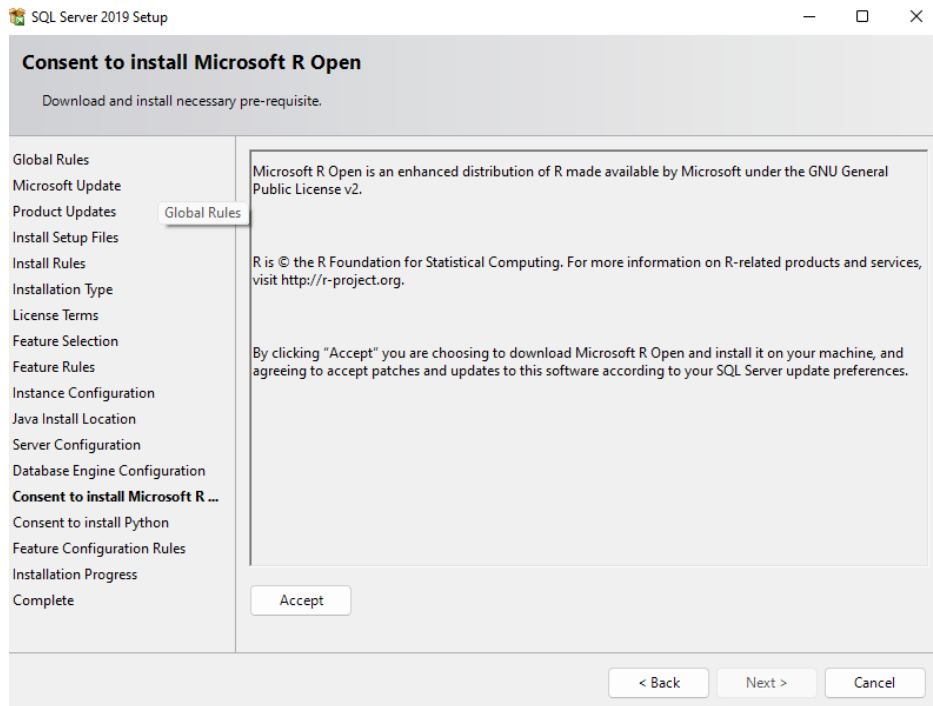 SQL Server 2019 Setup
Consent to install Microsoft R Open
Download and install necessary pre-requisite.
Global Rules
Microsoft Update
Product Updates
Global Rules
Install Setup Files
Install Rules
Installation Type
License Terms
Feature Selection
Feature Rules
Instance Configuration
Java Install Location
Server Configuration
Database Engine Configuration
Consent to install Microsoft R ...
Consent to install Python
Feature Configuration Rules
Installation Progress
Complete
Microsoft R Open is an enhanced distribution of R made available by Microsoft under the GNU General
Public License v2.
R is © the R Foundation for Statistical Computing. For more information on R-related products and services,
visit http://r-project.org.
By clicking "Accept" you are choosing to download Microsoft R Open and install it on your machine, and
agreeing to accept patches and updates to this software according to your SQL Server update preferences.
Accept
< Back
Next >
Cancel